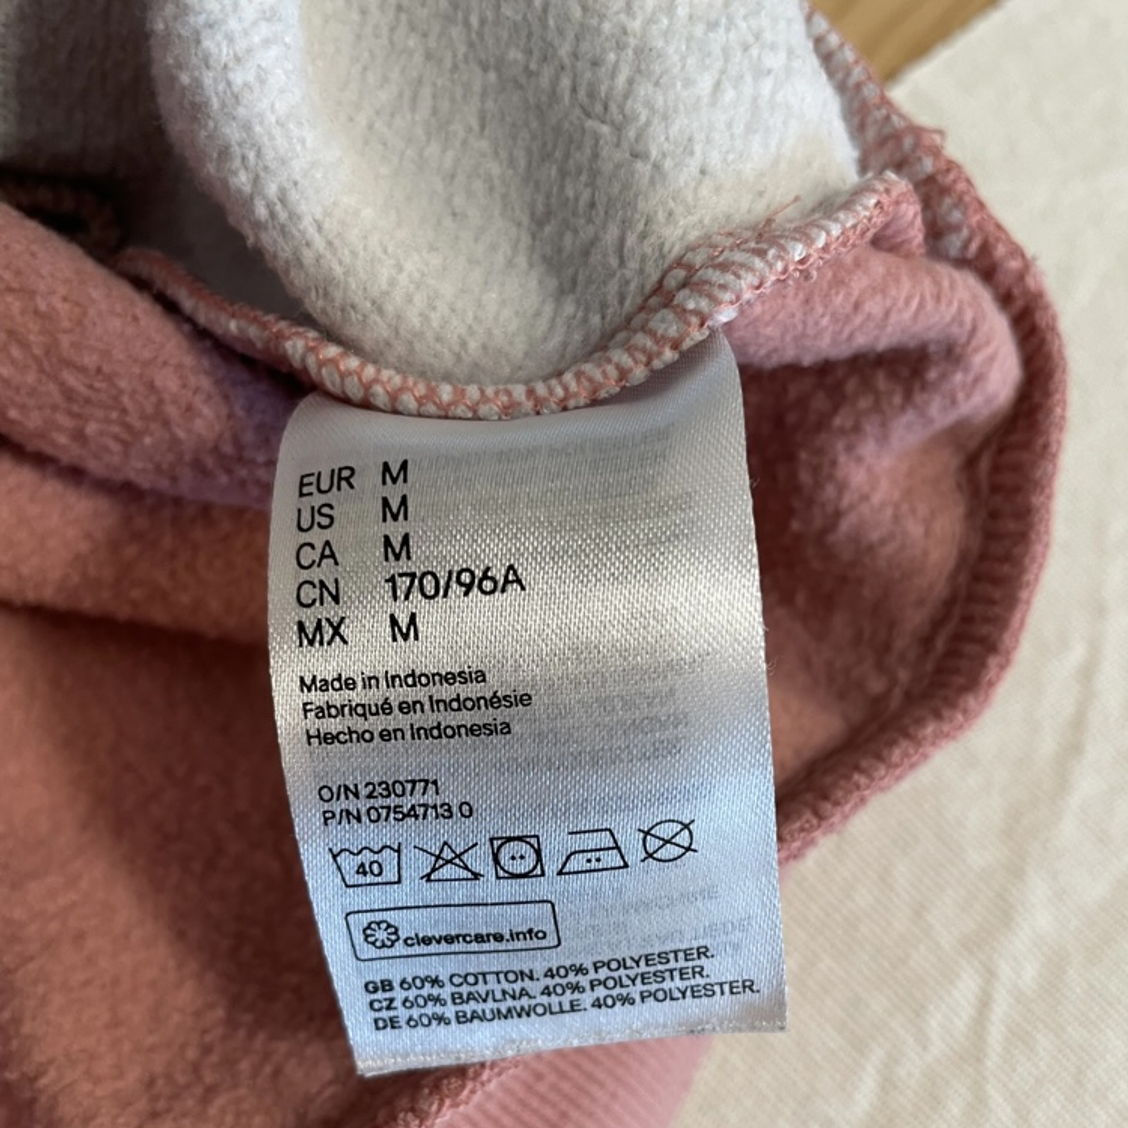 EUR M
US M
CA M
CN 170/96A
MX M
Made in Indonesia
Fabriqué en Indonésie
Hecho en Indonesia
O/N 230771
P/N 0754713 0
40
clevercare.info
GB 60% COTTON. 40% POLYESTER.
CZ 60% BAVLNA. 40% POLYESTER.
DE 60% BAUMWOLLE. 40% POLYESTER.